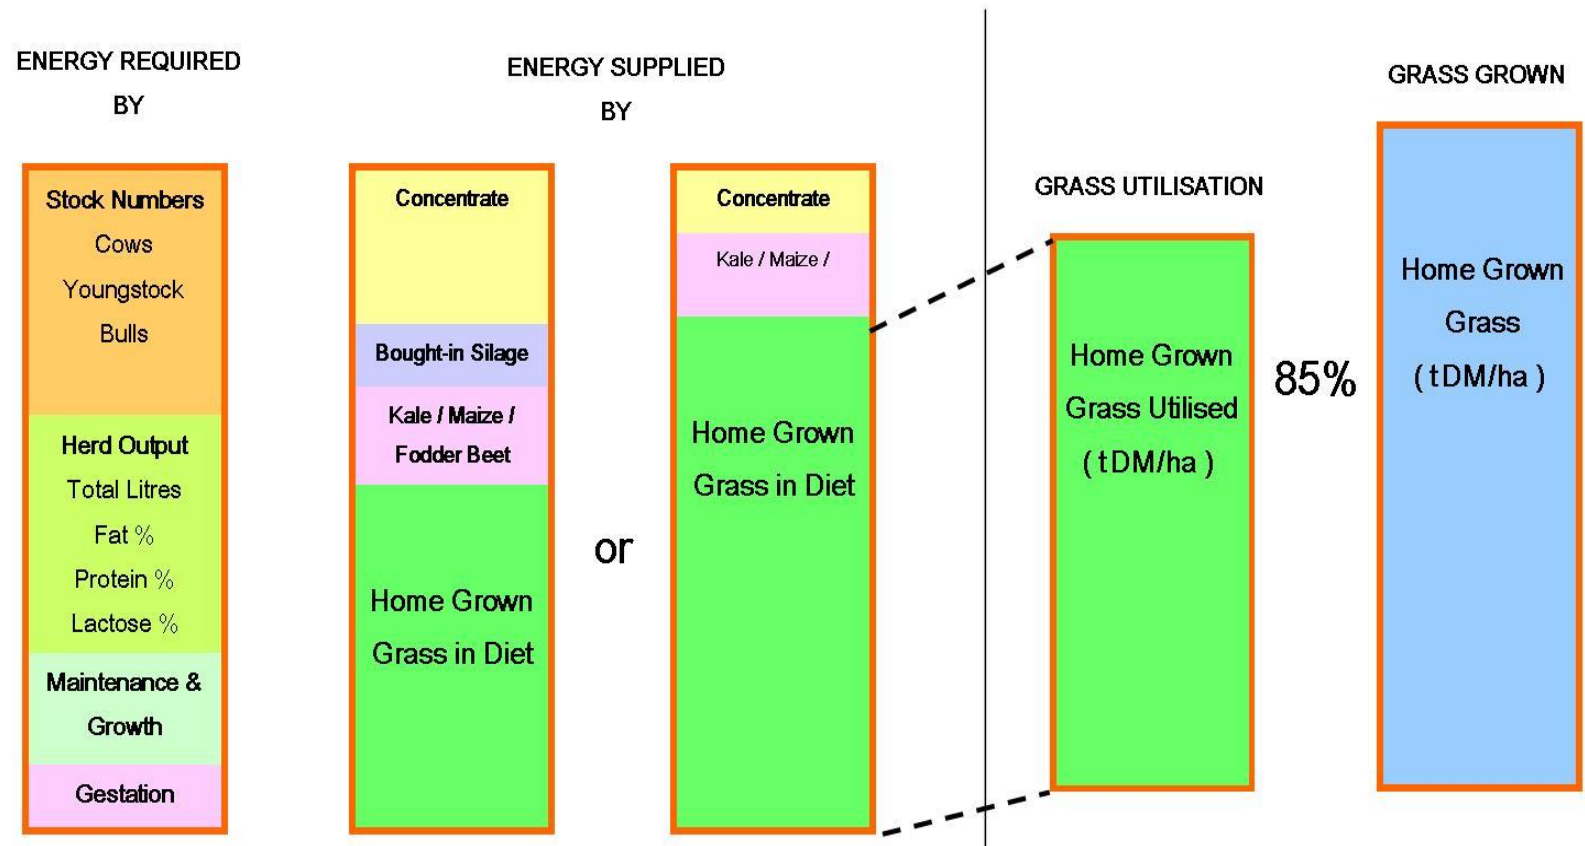 ENERGY REQUIRED
BY
Stock Numbers
Cows
Youngstock
Bulls
Herd Output
Total Litres
Fat %
Protein %
Lactose %
Maintenance &
Growth
Gestation
ENERGY SUPPLIED
BY
Concentrate
Bought-in Silage
Kale / Maize /
Fodder Beet
Home Grown
Grass in Diet
or
Concentrate
Kale / Maize /
Home Grown
Grass in Diet
GRASS UTILISATION
Home Grown
Grass Utilised
( tDM/ha )
85%
GRASS GROWN
Home Grown
Grass
( tDM/ha )